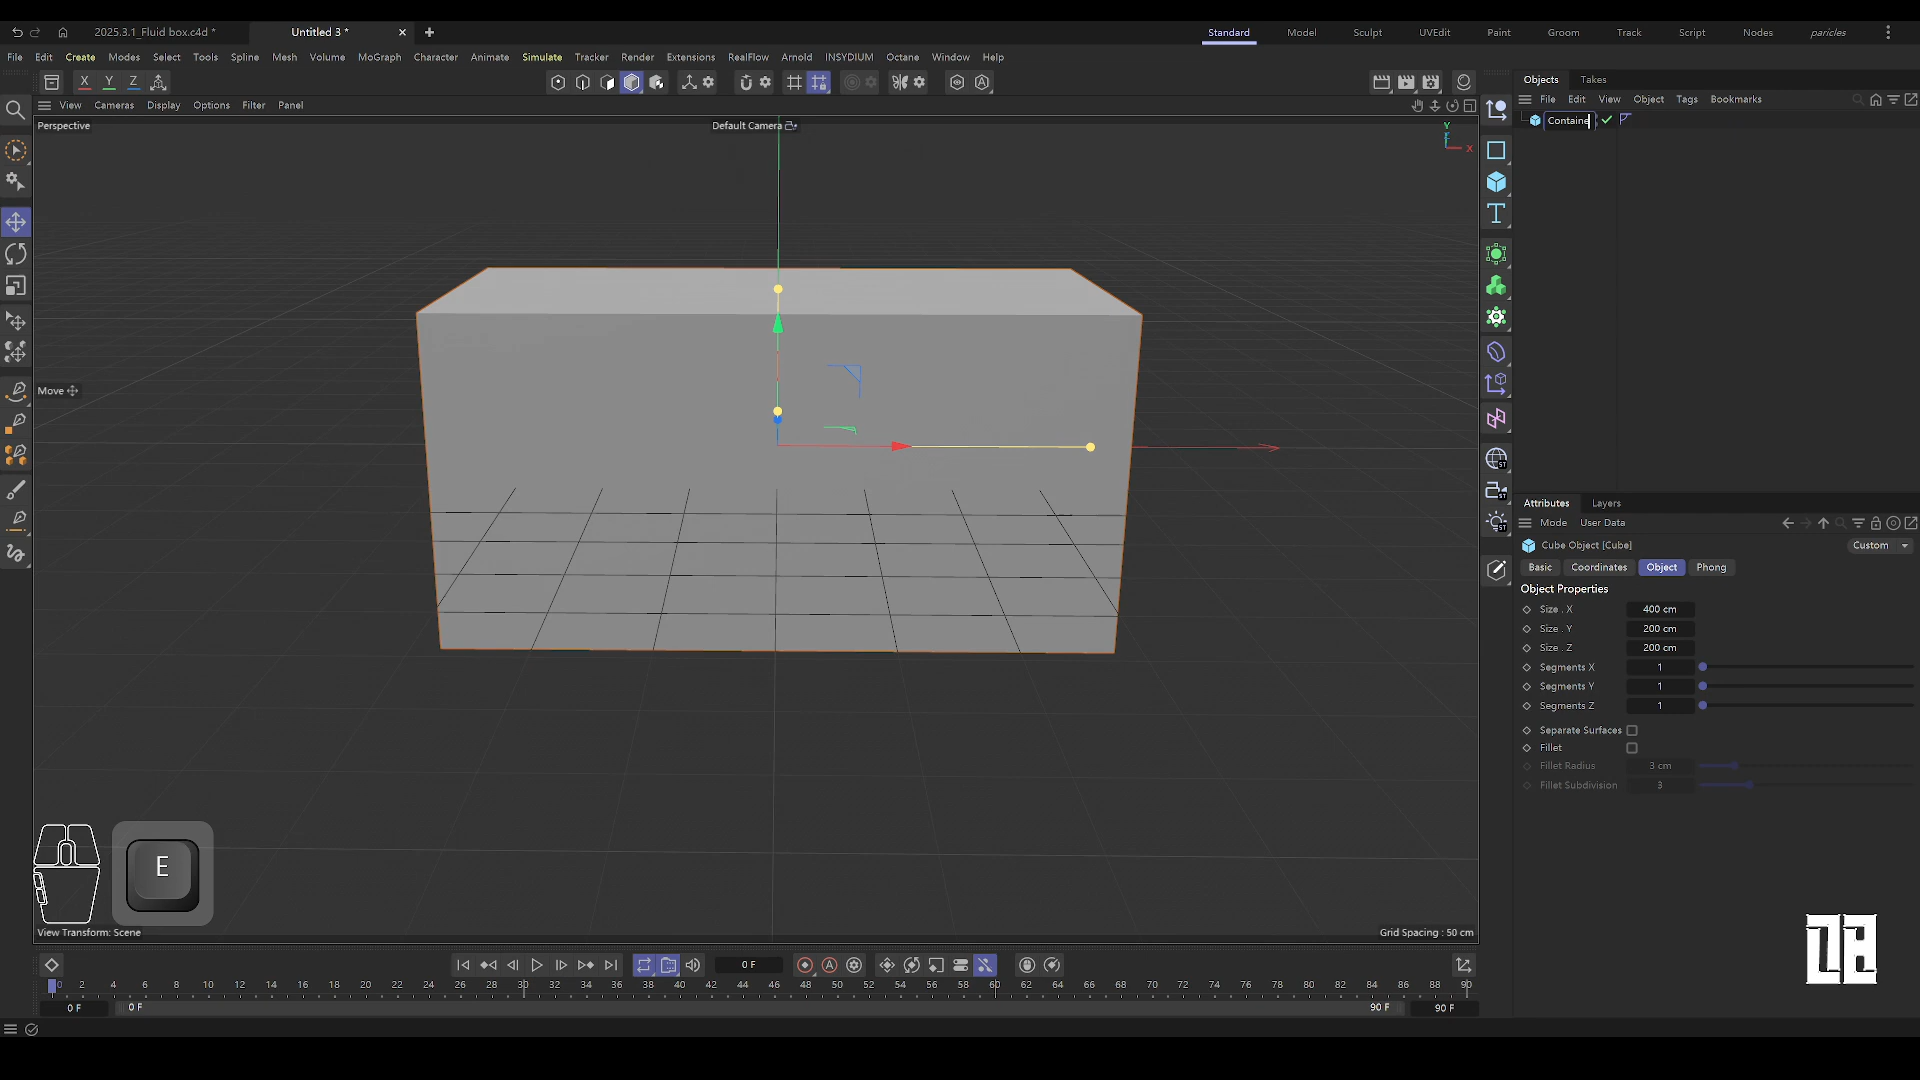 2025.3.1_Fluid box.c4d *
Untitled 3 *
Standard
Model
Sculpt
UVEdit
Paint
Groom
Track
Script
Nodes
paricles
File Edit Create Modes Select Tools Spline Mesh Volume MoGraph Character Animate Simulate Tracker Render Extensions RealFlow Arnold INSYDIUM Octane Window Help
X Y Z
Objects Takes
View Cameras Display Options Filter Panel
File Edit View Object Tags Bookmarks
Perspective
Default Camera
Y
X
Containe
Move
Attributes Layers
Mode User Data
Cube Object [Cube]
Custom
Basic Coordinates Object Phong
Object Properties
Size . X 400 cm
Size . Y 200 cm
Size . Z 200 cm
Segments X 1
Segments Y 1
Segments Z 1
Separate Surfaces
Fillet
Fillet Radius 3 cm
Fillet Subdivision 3
E
View Transform: Scene
Grid Spacing : 50 cm
0 F
0 2 4 6 8 10 12 14 16 18 20 22 24 26 28 30 32 34 36 38 40 42 44 46 48 50 52 54 56 58 60 62 64 66 68 70 72 74 76 78 80 82 84 86 88 90
0 F
0 F
90 F
90 F